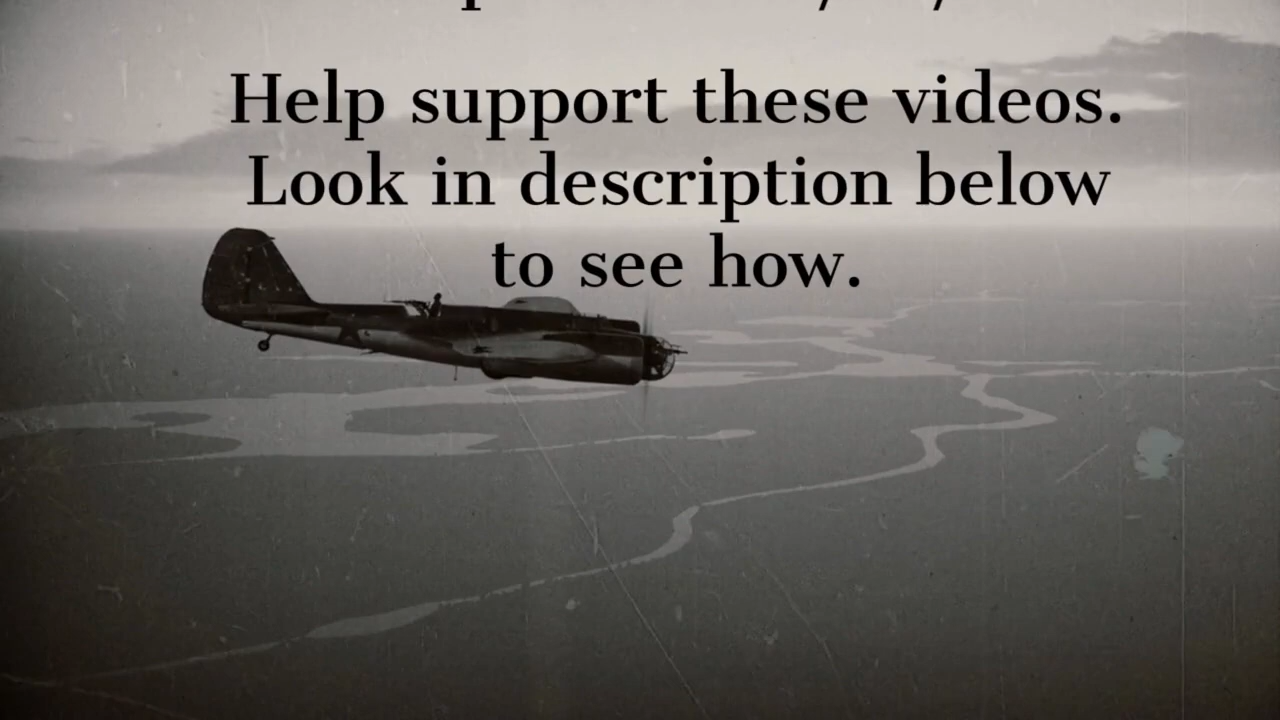 Help support these videos.
Look in description below
to see how.